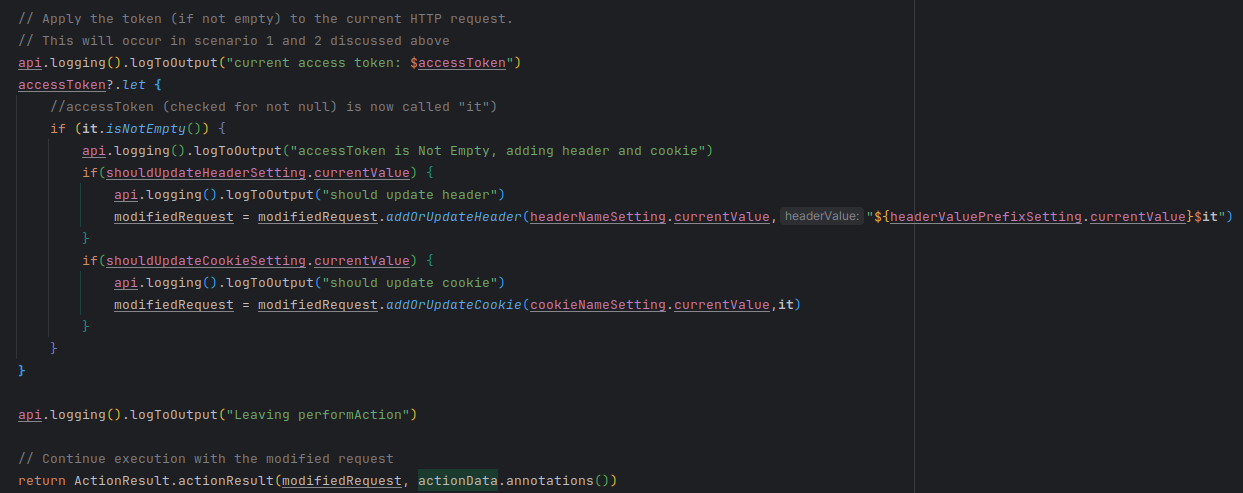 // Apply the token (if not empty) to the current HTTP request.
// This will occur in scenario 1 and 2 discussed above
api.logging().logToOutput("current access token: $accessToken")
accessToken?.let {
//accessToken (checked for not null) is now called "it")
if (it.isNotEmpty()) {
api.logging().logToOutput("accessToken is Not Empty, adding header and cookie")
if(shouldUpdateHeaderSetting.currentValue) {
api.logging().logToOutput("should update header")
modifiedRequest = modifiedRequest.addOrUpdateHeader(headerNameSetting.currentValue, headerValue: "${headerValuePrefixSetting.currentValue}$it")
}
if(shouldUpdateCookieSetting.currentValue) {
api.logging().logToOutput("should update cookie")
modifiedRequest = modifiedRequest.addOrUpdateCookie(cookieNameSetting.currentValue,it)
}
}
}
api.logging().logToOutput("Leaving performAction")
// Continue execution with the modified request
return ActionResult.actionResult(modifiedRequest, actionData.annotations())